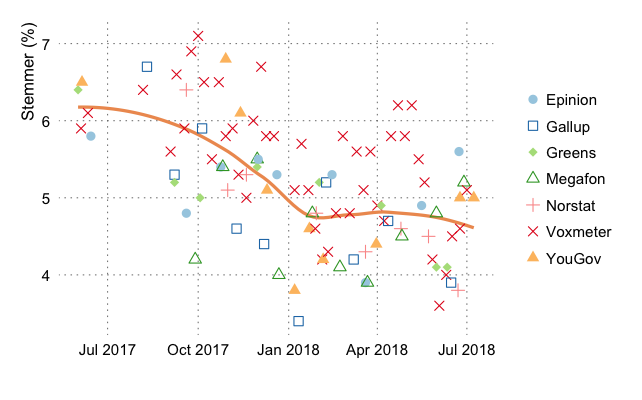 Stemmer (%)
7
6
5
4
Jul 2017
Oct 2017
Jan 2018
Apr 2018
Jul 2018
Epinion
Gallup
Greens
Megafon
Norstat
Voxmeter
YouGov